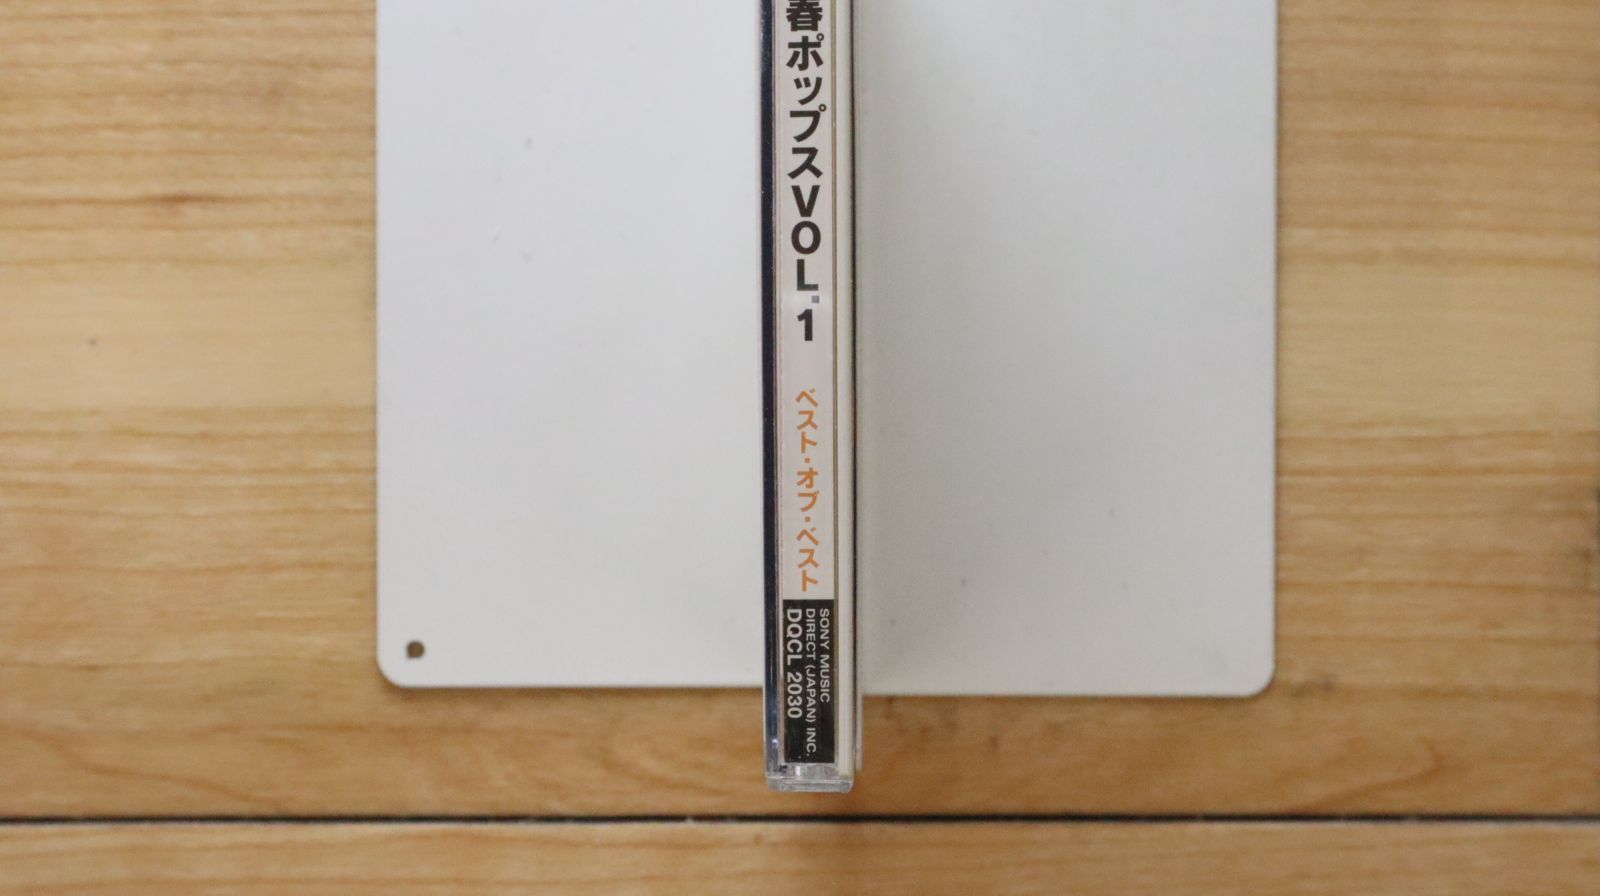 春ポップスVOL.1
ベスト・オブ・ベスト
SONY MUSIC
DIRECT (JAPAN) INC.
DQCL 2030